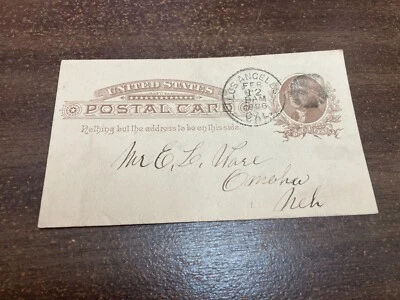 UNITED STATES
POSTAL CARD
Nothing but the address to be on this side.
LOS ANGELES
FEB
12
AM
CAL.
Mr E. L. Ware
Omaha
Neb